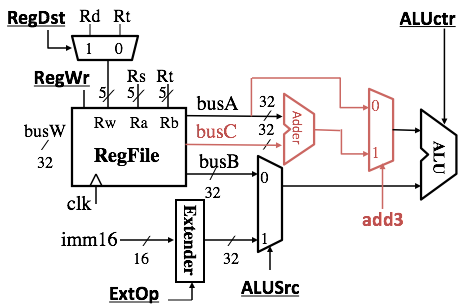 RegDst
Rd Rt
ALUctr
1 0
RegWr
Rs Rt
5 5 5
busA 32
0
busW
32
Rw Ra Rb
RegFile
busC 32
Adder
1
ALU
busB
32
0
clk
add3
imm16
16
Extender
32
1
ExtOp
ALUSrc